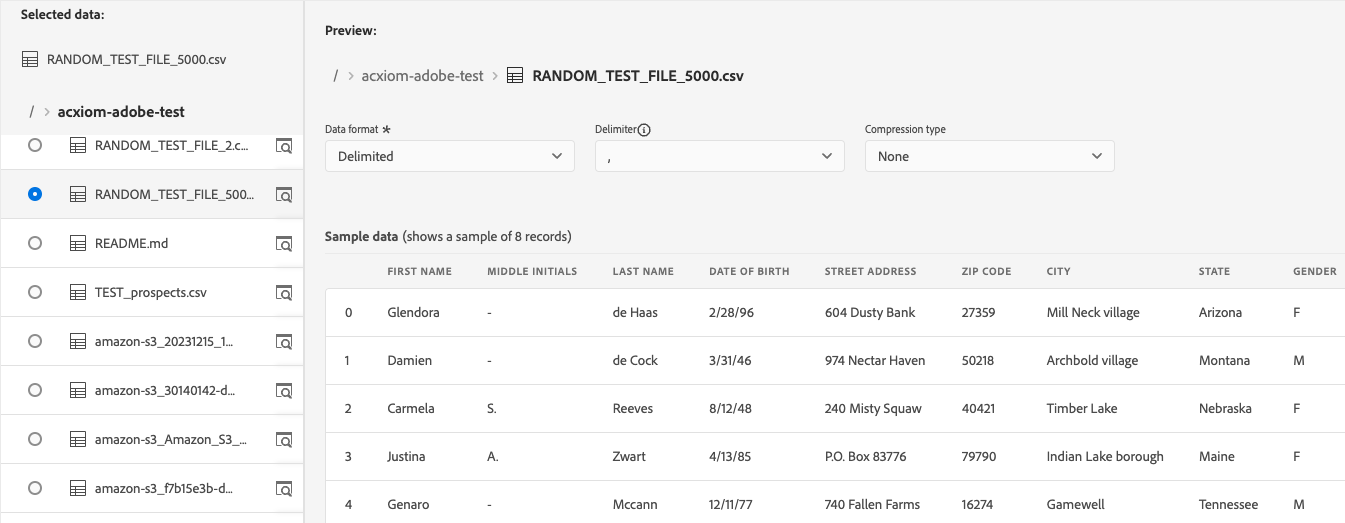 Selected data:
RANDOM_TEST_FILE_5000.csv
/ > acxiom-adobe-test
RANDOM_TEST_FILE_2.c...
RANDOM_TEST_FILE_500...
README.md
TEST_prospects.csv
amazon-s3_20231215_1...
amazon-s3_30140142-d...
amazon-s3_Amazon_S3_...
amazon-s3_f7b15e3b-d...
Preview:
/ > acxiom-adobe-test > RANDOM_TEST_FILE_5000.csv
Data format * Delimiter Compression type
Delimited , None
Sample data (shows a sample of 8 records)
FIRST NAME MIDDLE INITIALS LAST NAME DATE OF BIRTH STREET ADDRESS ZIP CODE CITY STATE GENDER
0 Glendora - de Haas 2/28/96 604 Dusty Bank 27359 Mill Neck village Arizona F
1 Damien - de Cock 3/31/46 974 Nectar Haven 50218 Archbold village Montana M
2 Carmela S. Reeves 8/12/48 240 Misty Squaw 40421 Timber Lake Nebraska F
3 Justina A. Zwart 4/13/85 P.O. Box 83776 79790 Indian Lake borough Maine F
4 Genaro - Mccann 12/11/77 740 Fallen Farms 16274 Gamewell Tennessee M